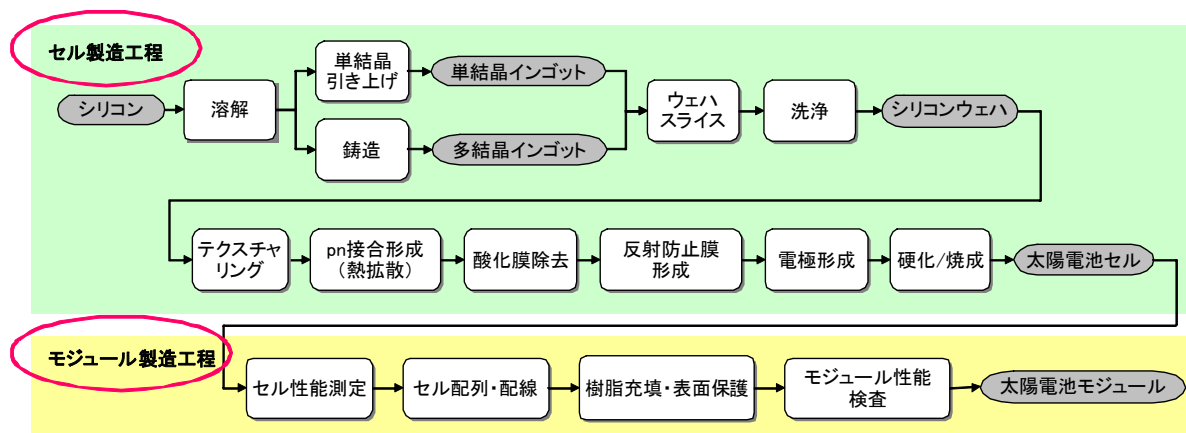 セル製造工程
シリコン
溶解
単結晶
引き上げ
単結晶インゴット
鋳造
多結晶インゴット
ウェハ
スライス
洗浄
シリコンウェハ
テクスチャ
リング
pn接合形成
(熱拡散)
酸化膜除去
反射防止膜
形成
電極形成
硬化/焼成
太陽電池セル
モジュール製造工程
セル性能測定
セル配列・配線
樹脂充填・表面保護
モジュール性能
検査
太陽電池モジュール